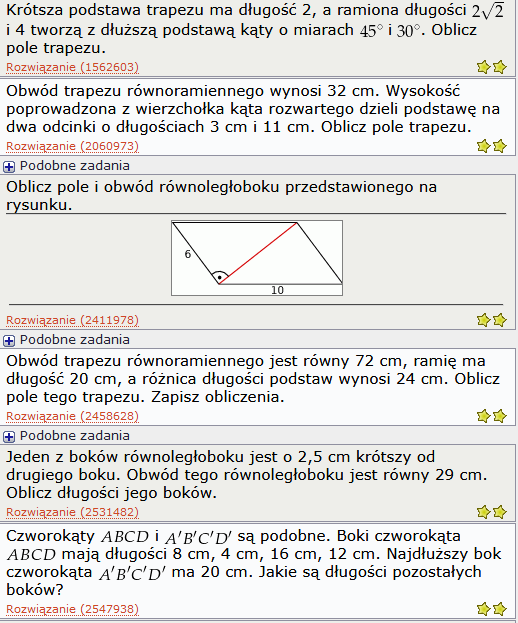 Krótsza podstawa trapezu ma długość 2, a ramiona długości 2√2
i 4 tworzą z dłuższą podstawą kąty o miarach 45° i 30°. Oblicz
pole trapezu.
Rozwiązanie (1562603)
Obwód trapezu równoramiennego wynosi 32 cm. Wysokość
poprowadzona z wierzchołka kąta rozwartego dzieli podstawę na
dwa odcinki o długościach 3 cm i 11 cm. Oblicz pole trapezu.
Rozwiązanie (2060973)
Podobne zadania
Oblicz pole i obwód równoległoboku przedstawionego na
rysunku.
6
10
Rozwiązanie (2411978)
Podobne zadania
Obwód trapezu równoramiennego jest równy 72 cm, ramię ma
długość 20 cm, a różnica długości podstaw wynosi 24 cm. Oblicz
pole tego trapezu. Zapisz obliczenia.
Rozwiązanie (2458628)
Podobne zadania
Jeden z boków równoległoboku jest o 2,5 cm krótszy od
drugiego boku. Obwód tego równoległoboku jest równy 29 cm.
Oblicz długości jego boków.
Rozwiązanie (2531482)
Czworokąty ABCD i A′B′C′D′ są podobne. Boki czworokąta
ABCD mają długości 8 cm, 4 cm, 16 cm, 12 cm. Najdłuższy bok
czworokąta A′B′C′D′ ma 20 cm. Jakie są długości pozostałych
boków?
Rozwiązanie (2547938)